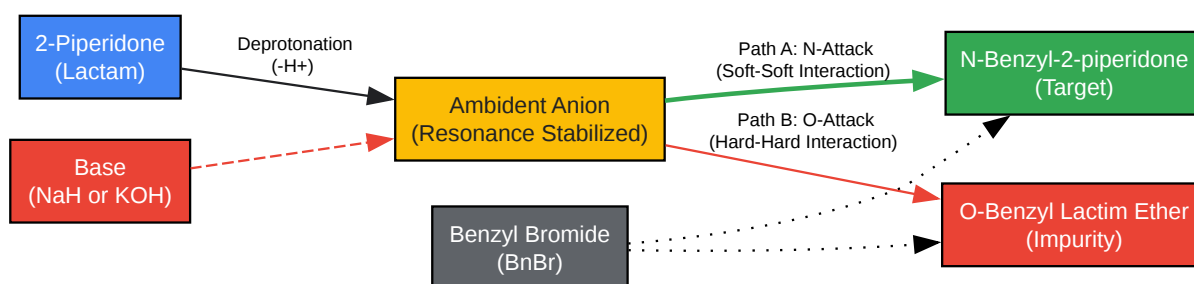 2-Piperidone
(Lactam)
Deprotonation
(-H+)
Base
(NaH or KOH)
Ambident Anion
(Resonance Stabilized)
Path A: N-Attack
(Soft-Soft Interaction)
Path B: O-Attack
(Hard-Hard Interaction)
Benzyl Bromide
(BnBr)
N-Benzyl-2-piperidone
(Target)
O-Benzyl Lactim Ether
(Impurity)